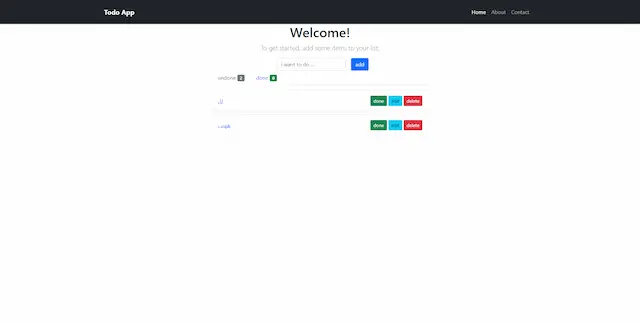 Todo App Home About Contact
Welcome!
To get started, add some items to your list.
i want to do ... add
undone 2 done 0
done edit delete
done edit delete